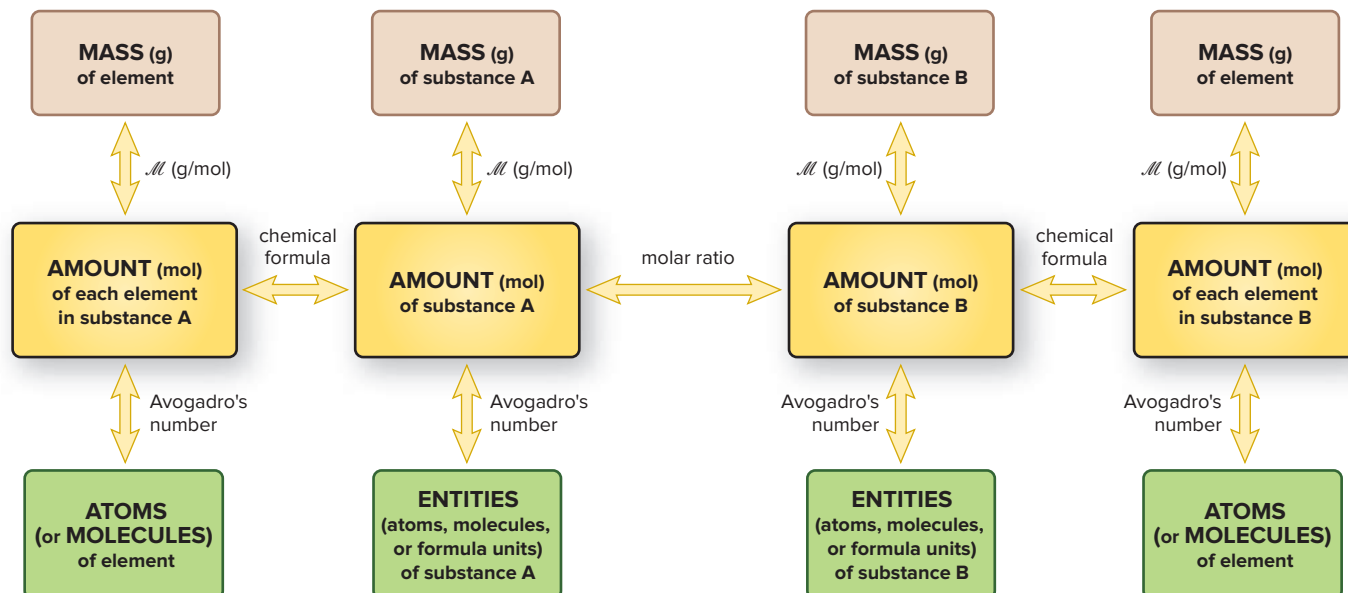 MASS (g)
of element
MASS (g)
of substance A
MASS (g)
of substance B
MASS (g)
of element
ℳ (g/mol)
ℳ (g/mol)
ℳ (g/mol)
ℳ (g/mol)
AMOUNT (mol)
of each element
in substance A
chemical
formula
AMOUNT (mol)
of substance A
molar ratio
AMOUNT (mol)
of substance B
chemical
formula
AMOUNT (mol)
of each element
in substance B
Avogadro's
number
Avogadro's
number
Avogadro's
number
Avogadro's
number
ATOMS
(or MOLECULES)
of element
ENTITIES
(atoms, molecules,
or formula units)
of substance A
ENTITIES
(atoms, molecules,
or formula units)
of substance B
ATOMS
(or MOLECULES)
of element